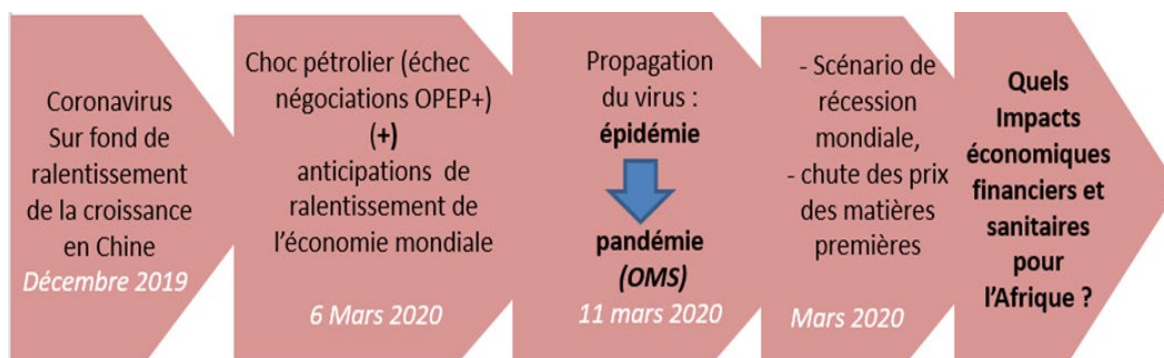 Coronavirus
Sur fond de
ralentissement
de la croissance
en Chine
Décembre 2019
Choc pétrolier (échec
négociations OPEP+)
(+)
anticipations de
ralentissement de
l’économie mondiale
6 Mars 2020
Propagation
du virus :
épidémie
pandémie
(OMS)
11 mars 2020
- Scénario de
récession
mondiale,
- chute des prix
des matières
premières
Mars 2020
Quels
Impacts
économiques
financiers et
sanitaires
pour
l’Afrique ?